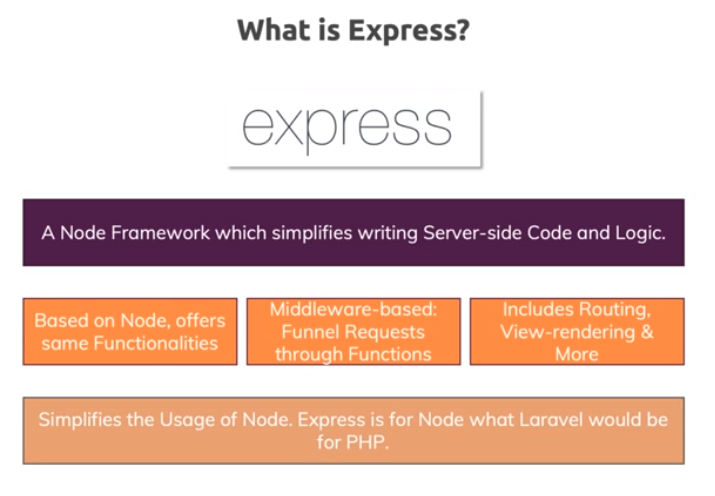 What is Express?
express
A Node Framework which simplifies writing Server-side Code and Logic.
Based on Node, offers
same Functionalities
Middleware-based:
Funnel Requests
through Functions
Includes Routing,
View-rendering &
More
Simplifies the Usage of Node. Express is for Node what Laravel would be
for PHP.